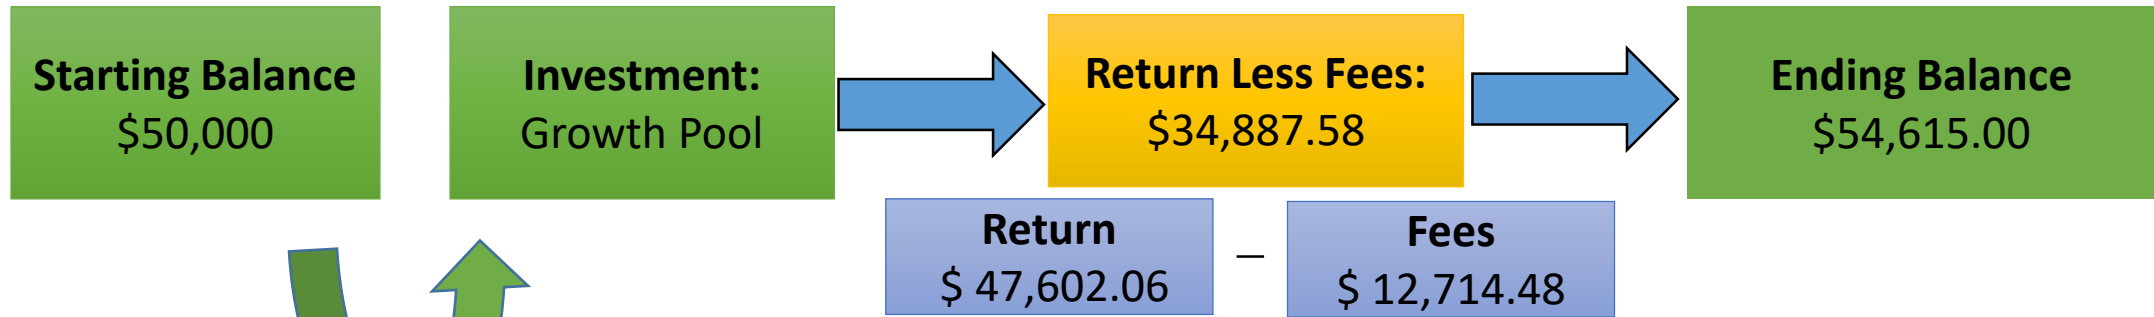 Starting Balance
$50,000
Investment:
Growth Pool
Return Less Fees:
$34,887.58
Ending Balance
$54,615.00
Return
$ 47,602.06
–
Fees
$ 12,714.48